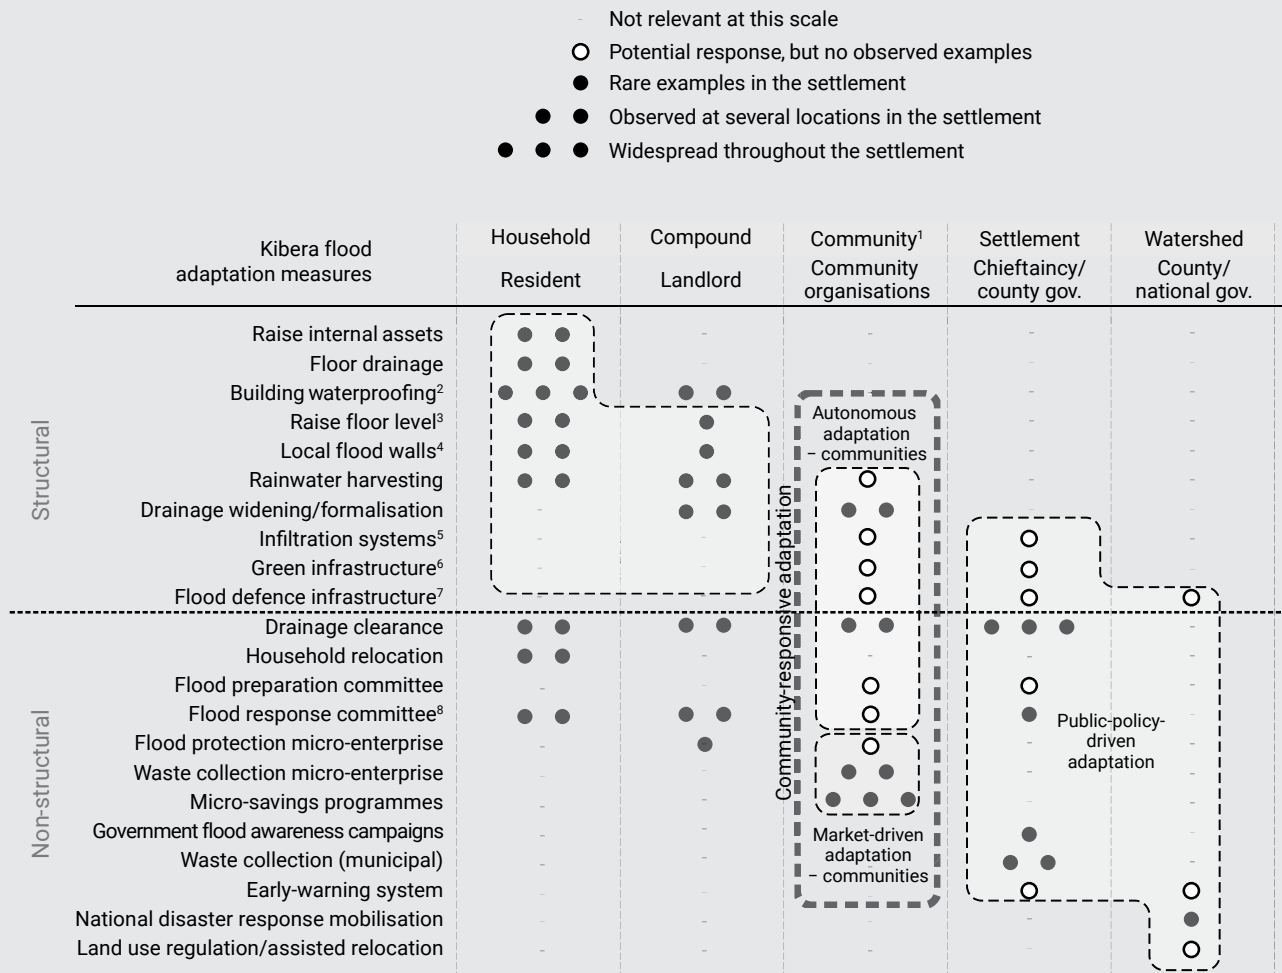 Not relevant at this scale
Potential response, but no observed examples
Rare examples in the settlement
Observed at several locations in the settlement
Widespread throughout the settlement
Kibera flood
adaptation measures
Household
Resident
Compound
Landlord
Community¹
Community
organisations
Settlement
Chieftaincy/
county gov.
Watershed
County/
national gov.
Structural
Raise internal assets
Floor drainage
Building waterproofing²
Raise floor level³
Local flood walls⁴
Rainwater harvesting
Drainage widening/formalisation
Infiltration systems⁵
Green infrastructure⁶
Flood defence infrastructure⁷
Non-structural
Drainage clearance
Household relocation
Flood preparation committee
Flood response committee⁸
Flood protection micro-enterprise
Waste collection micro-enterprise
Micro-savings programmes
Government flood awareness campaigns
Waste collection (municipal)
Early-warning system
National disaster response mobilisation
Land use regulation/assisted relocation
Community-responsive adaptation
Autonomous
adaptation
– communities
Market-driven
adaptation
– communities
Public-policy-
driven
adaptation